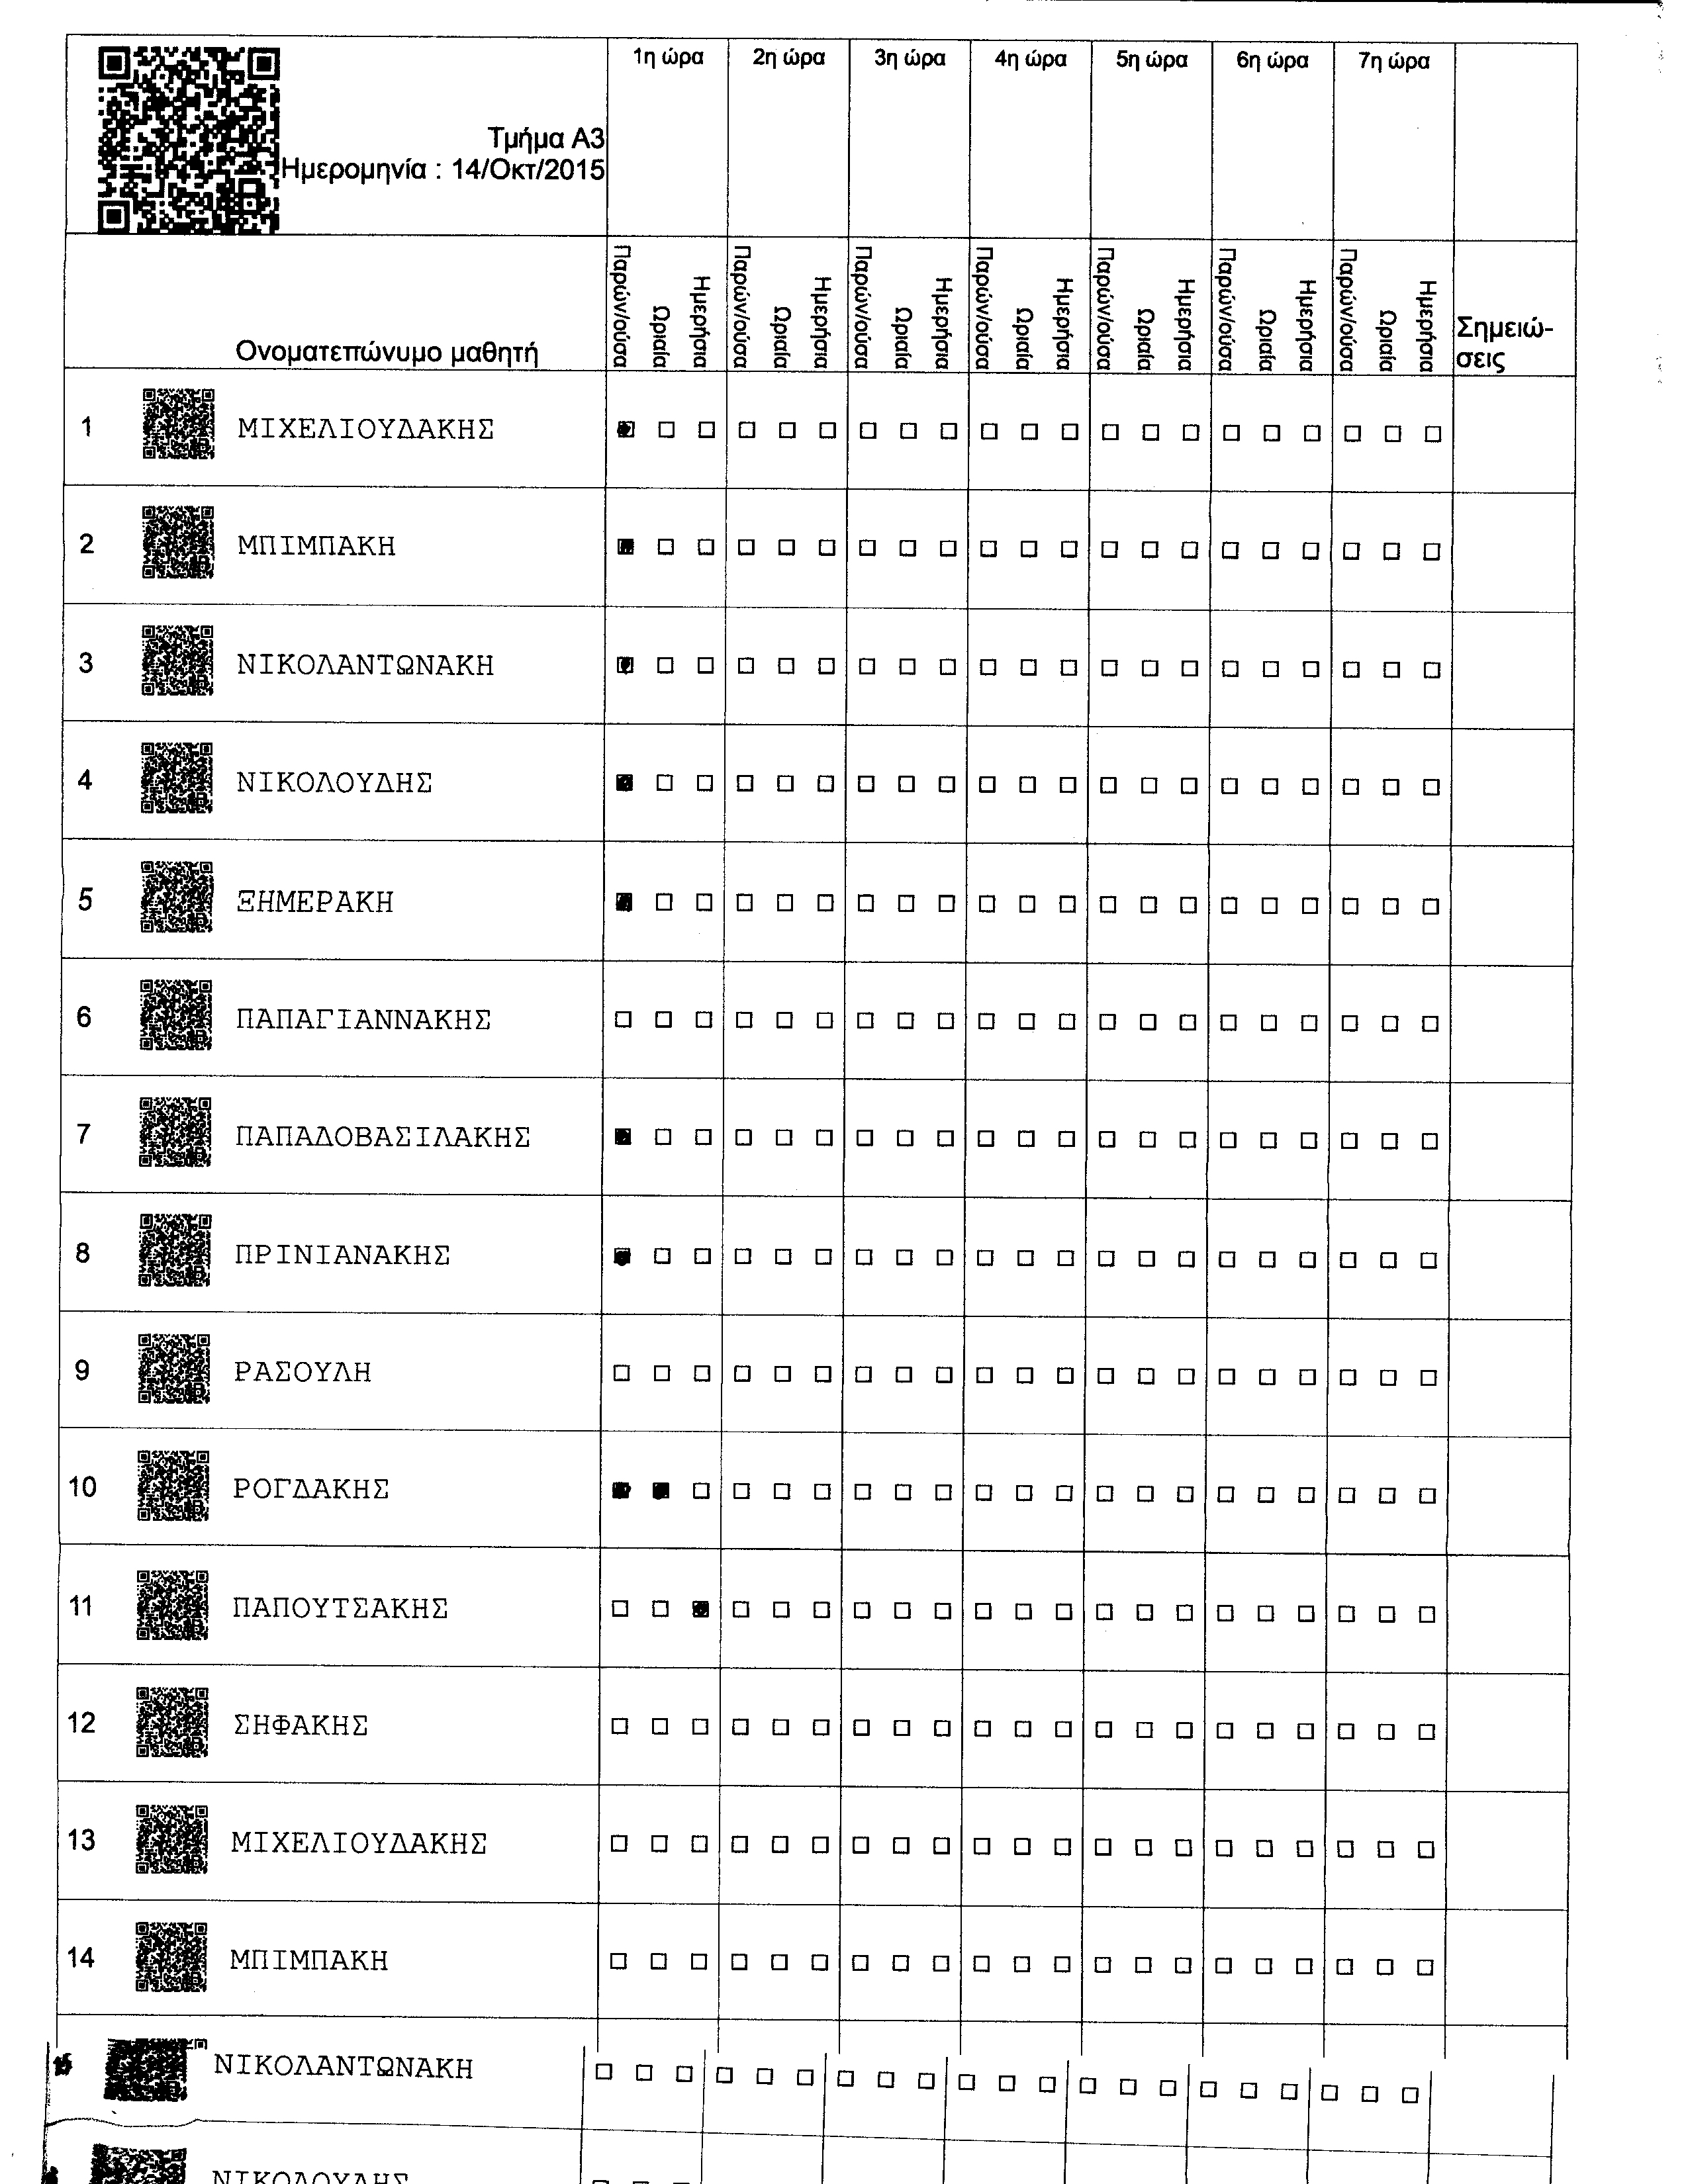 1η ώρα 2η ώρα 3η ώρα 4η ώρα 5η ώρα 6η ώρα 7η ώρα
Τμήμα Α3
Ημερομηνία : 14/Οκτ/2015
Ονοματεπώνυμο μαθητή Παρών/ούσα Ωριαία Ημερήσια Παρών/ούσα Ωριαία Ημερήσια Παρών/ούσα Ωριαία Ημερήσια Παρών/ούσα Ωριαία Ημερήσια Παρών/ούσα Ωριαία Ημερήσια Παρών/ούσα Ωριαία Ημερήσια Παρών/ούσα Ωριαία Ημερήσια Σημειώ-
σεις
1 ΜΙΧΕΛΙΟΥΔΑΚΗΣ
2 ΜΠΙΜΠΑΚΗ
3 ΝΙΚΟΛΑΝΤΩΝΑΚΗ
4 ΝΙΚΟΛΟΥΔΗΣ
5 ΞΗΜΕΡΑΚΗ
6 ΠΑΠΑΓΙΑΝΝΑΚΗΣ
7 ΠΑΠΑΔΟΒΑΣΙΛΑΚΗΣ
8 ΠΡΙΝΙΑΝΑΚΗΣ
9 ΡΑΣΟΥΛΗ
10 ΡΟΓΔΑΚΗΣ
11 ΠΑΠΟΥΤΣΑΚΗΣ
12 ΣΗΦΑΚΗΣ
13 ΜΙΧΕΛΙΟΥΔΑΚΗΣ
14 ΜΠΙΜΠΑΚΗ
15 ΝΙΚΟΛΑΝΤΩΝΑΚΗ
ΝΙΚΟΛΟΥΔΗΣ